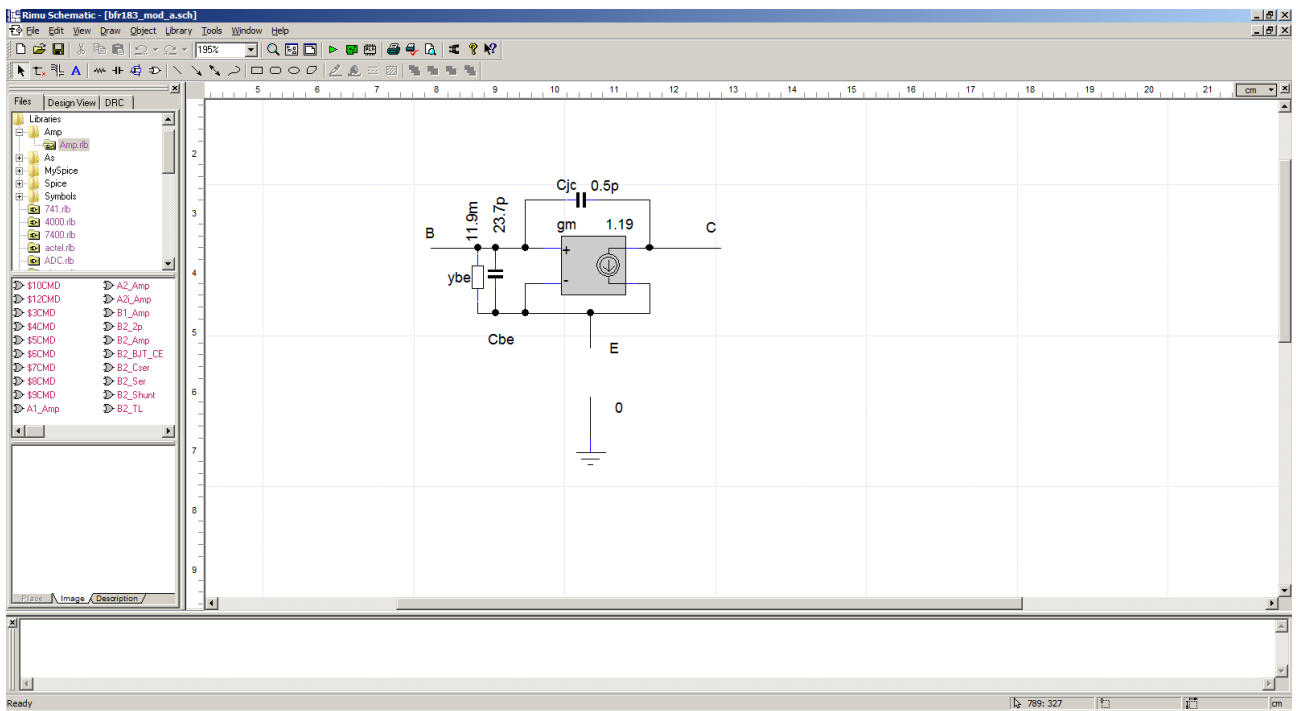 Rimu Schematic - [bfr183_mod_a.sch]
File Edit View Draw Object Library Tools Window Help
195%
A
Files Design View DRC
5 6 7 8 9 10 11 12 13 14 15 16 17 18 19 20 21 cm
Libraries
Amp
Amp.rlb
As
MySpice
Spice
Symbols
741.rlb
4000.rlb
7400.rlb
actel.rlb
ADC.rlb
2
3
4
5
6
7
8
9
Cjc 0.5p
11.9m
23.7p
gm 1.19
B
C
+
-
ybe
Cbe
E
0
$10CMD A2_Amp
$12CMD A2i_Amp
$3CMD B1_Amp
$4CMD B2_2p
$5CMD B2_Amp
$6CMD B2_BJT_CE
$7CMD B2_Cser
$8CMD B2_Ser
$9CMD B2_Shunt
A1_Amp B2_TL
Place Image Description
Ready 789: 327 cm